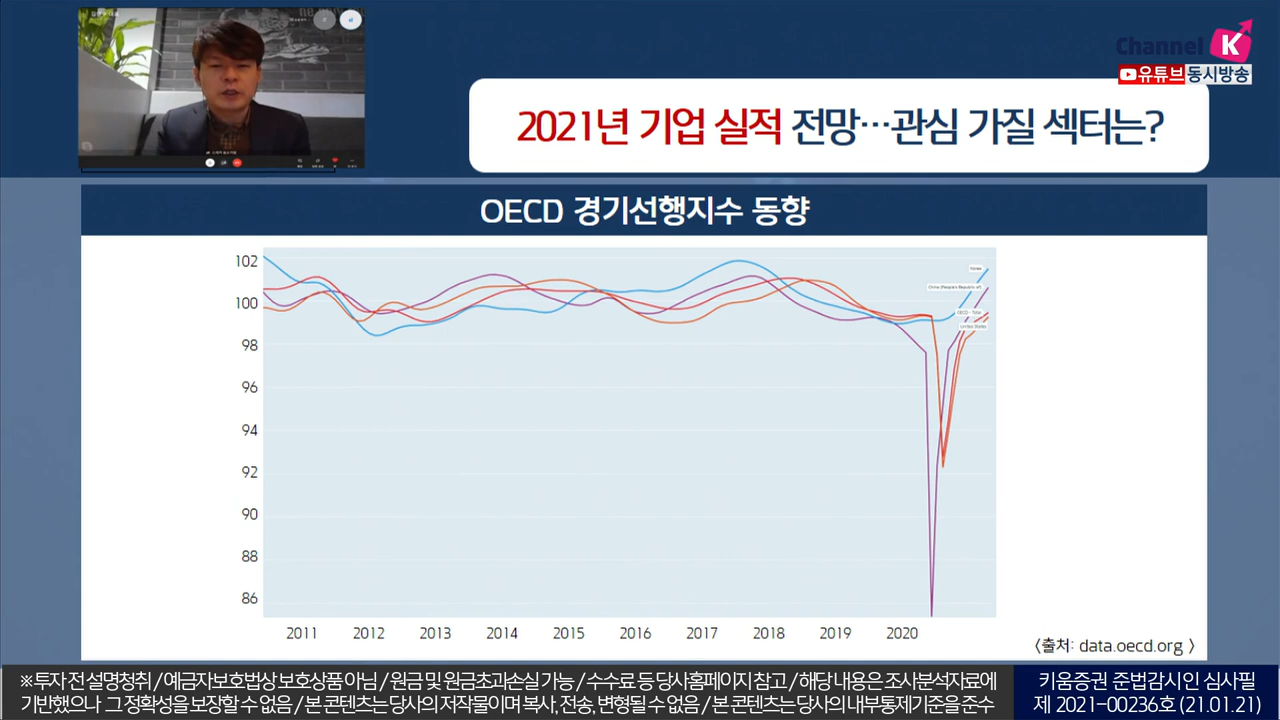 Channel K
유튜브 동시방송
2021년 기업 실적 전망…관심 가질 섹터는?
OECD 경기선행지수 동향
102
100
98
96
94
92
90
88
86
Korea
China (People's Republic of)
OECD - Total
United States
2011 2012 2013 2014 2015 2016 2017 2018 2019 2020
〈출처: data.oecd.org 〉
※ 투자 전 설명청취 / 예금자보호법상 보호상품 아님 / 원금 및 원금초과손실 가능 / 수수료 등 당사홈페이지 참고 / 해당 내용은 조사분석자료에
기반했으나 그 정확성을 보장할 수 없음 / 본 콘텐츠는 당사의 저작물이며 복사, 전송, 변형될 수 없음 / 본 콘텐츠는 당사의 내부통제기준을 준수
키움증권 준법감시인 심사필
제 2021-00236호 (21.01.21)